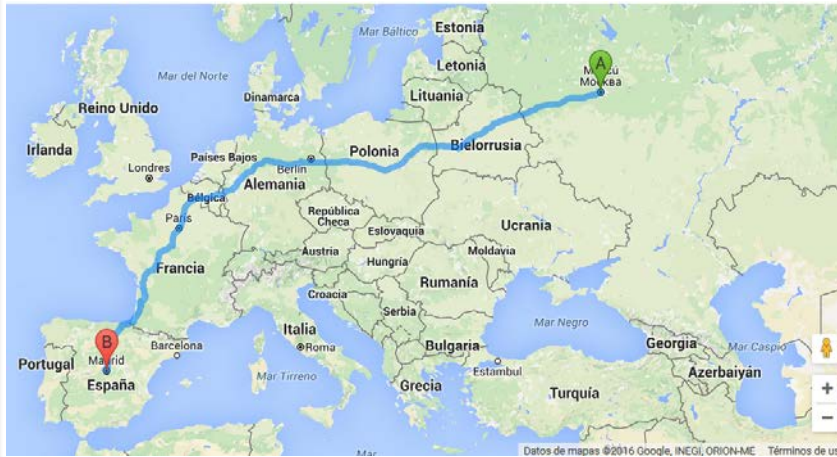 Estonia
Mar Báltico
Letonia
A
Moscú
Москва
Mar del Norte
Dinamarca
Lituania
Reino Unido
Irlanda
Países Bajos
Polonia
Bielorrusia
Londres
Berlín
Bélgica
Alemania
París
República
Checa
Ucrania
Eslovaquia
Austria
Moldavia
Hungría
Francia
Rumanía
Croacia
Serbia
Mar Negro
B
Italia
Bulgaria
Georgia
Mar Caspio
Portugal
Madrid
Barcelona
Roma
Estambul
Azerbaiyán
España
Mar Tirreno
Grecia
Turquía
+
−
Datos de mapas ©2016 Google, INEGI, ORION-ME
Términos de